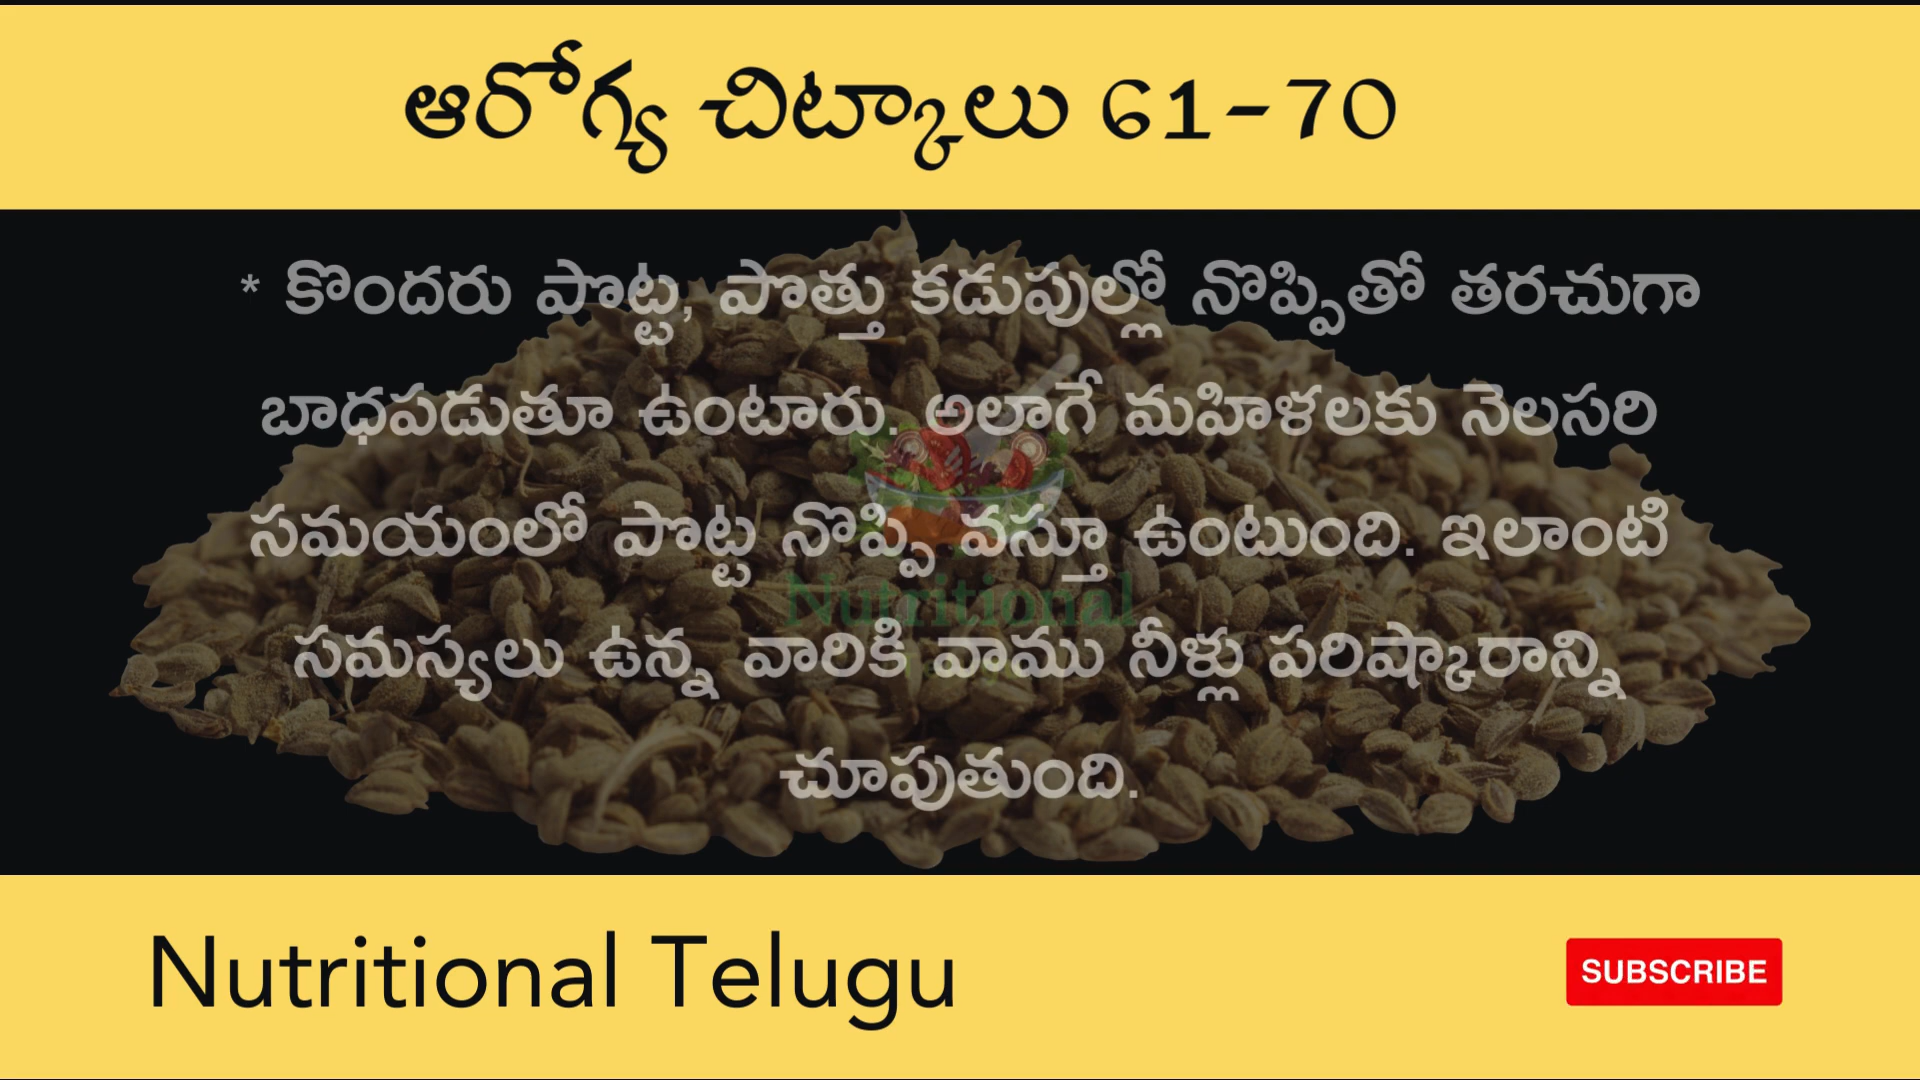 ఆరోగ్య చిట్కాలు 61-70
* కొందరు పొట్ట, పొత్తు కడుపుల్లో నొప్పితో తరచుగా
బాధపడుతూ ఉంటారు. అలాగే మహిళలకు నెలసరి
సమయంలో పొట్ట నొప్పి వస్తూ ఉంటుంది. ఇలాంటి
సమస్యలు ఉన్న వారికి వాము నీళ్లు పరిష్కారాన్ని
చూపుతుంది.
Nutritional
Nutritional Telugu
SUBSCRIBE